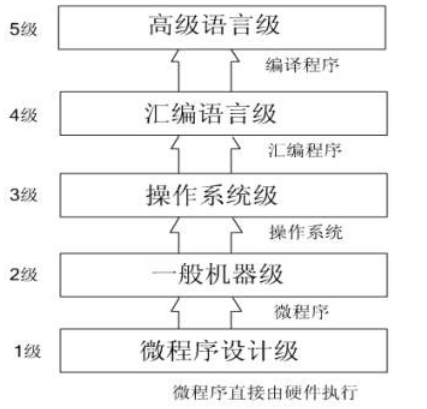 5级 高级语言级
编译程序
4级 汇编语言级
汇编程序
3级 操作系统级
操作系统
2级 一般机器级
微程序
1级 微程序设计级
微程序直接由硬件执行